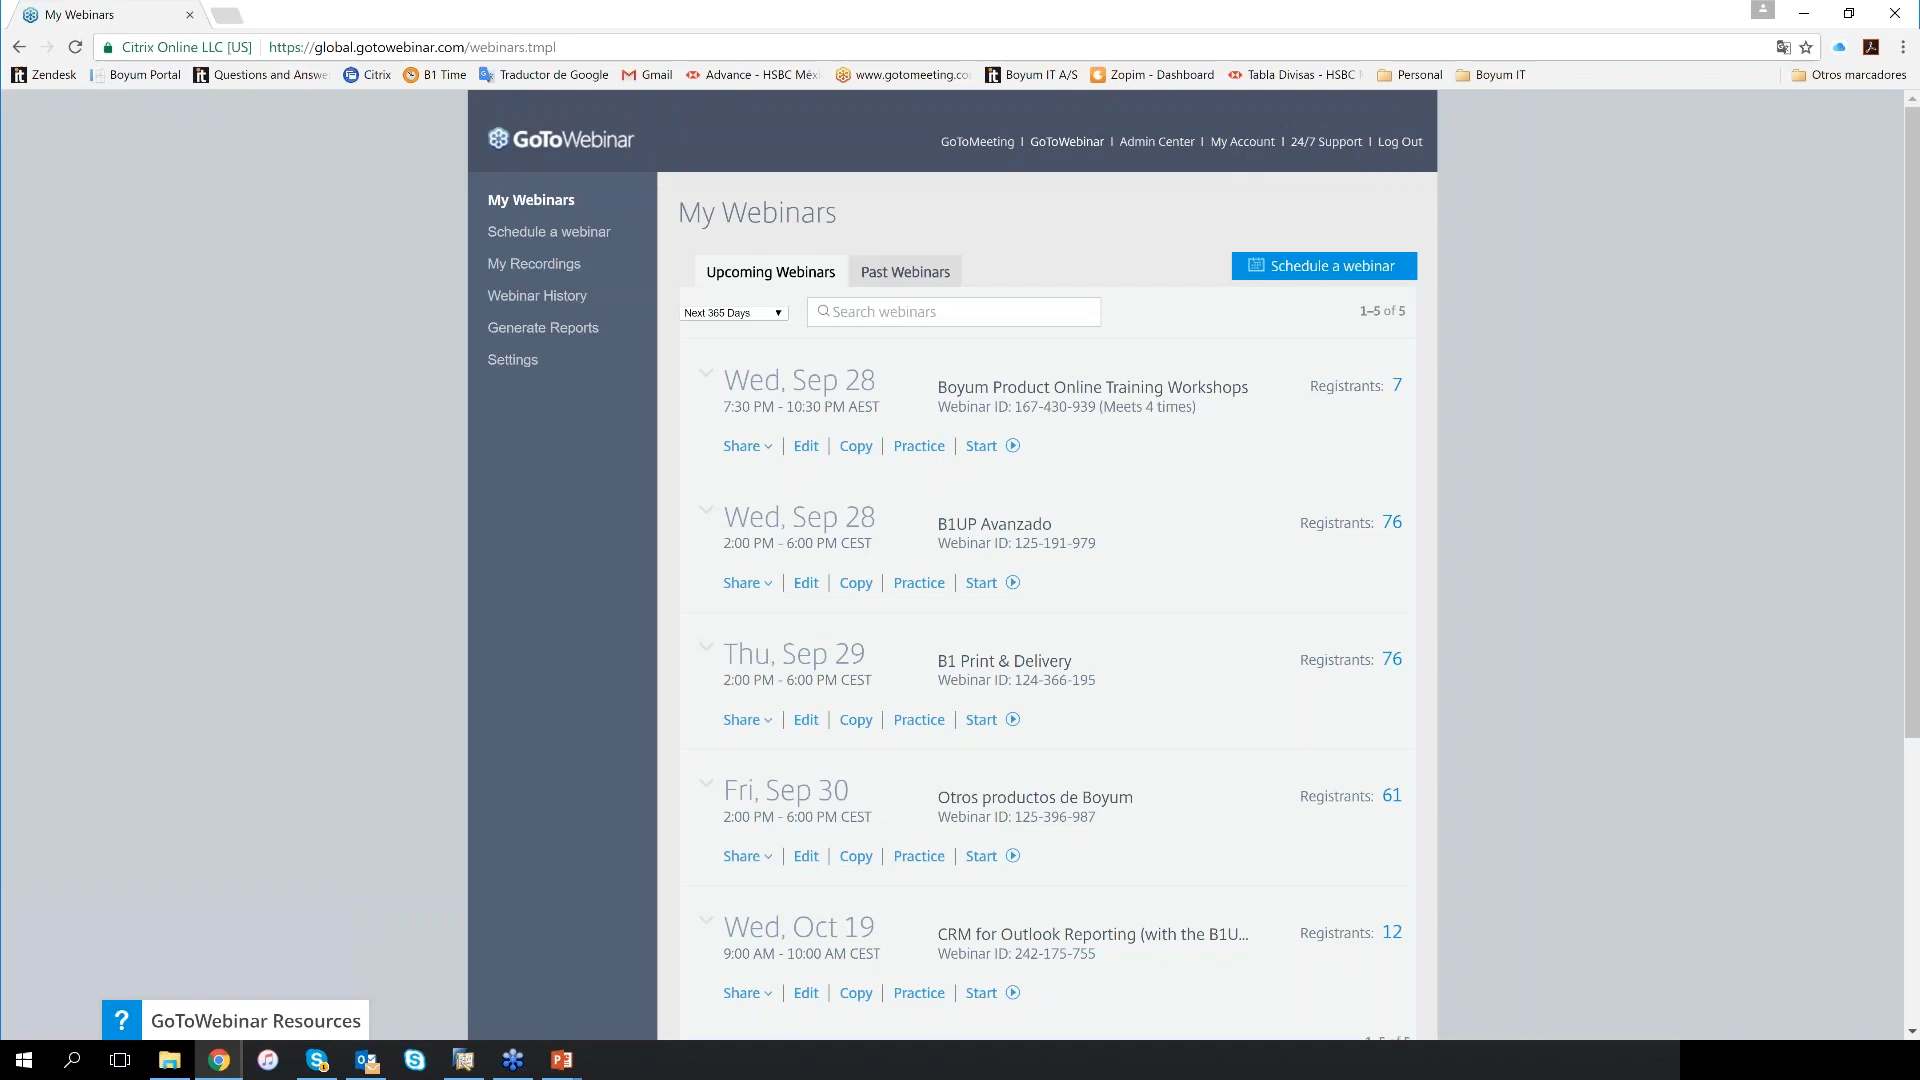 My Webinars
Citrix Online LLC [US] https://global.gotowebinar.com/webinars.tmpl
Zendesk Boyum Portal Questions and Answe Citrix B1 Time Traductor de Google Gmail Advance - HSBC Méxi www.gotomeeting.co Boyum IT A/S Zopim - Dashboard Tabla Divisas - HSBC Personal Boyum IT Otros marcadores
GoToWebinar
GoToMeeting | GoToWebinar | Admin Center | My Account | 24/7 Support | Log Out
My Webinars
Schedule a webinar
My Recordings
Webinar History
Generate Reports
Settings
My Webinars
Upcoming Webinars Past Webinars Schedule a webinar
Next 365 Days Search webinars 1–5 of 5
Wed, Sep 28 Boyum Product Online Training Workshops Registrants: 7
7:30 PM - 10:30 PM AEST Webinar ID: 167-430-939 (Meets 4 times)
Share | Edit | Copy | Practice | Start
Wed, Sep 28 B1UP Avanzado Registrants: 76
2:00 PM - 6:00 PM CEST Webinar ID: 125-191-979
Share | Edit | Copy | Practice | Start
Thu, Sep 29 B1 Print & Delivery Registrants: 76
2:00 PM - 6:00 PM CEST Webinar ID: 124-366-195
Share | Edit | Copy | Practice | Start
Fri, Sep 30 Otros productos de Boyum Registrants: 61
2:00 PM - 6:00 PM CEST Webinar ID: 125-396-987
Share | Edit | Copy | Practice | Start
Wed, Oct 19 CRM for Outlook Reporting (with the B1U... Registrants: 12
9:00 AM - 10:00 AM CEST Webinar ID: 242-175-755
Share | Edit | Copy | Practice | Start
? GoToWebinar Resources